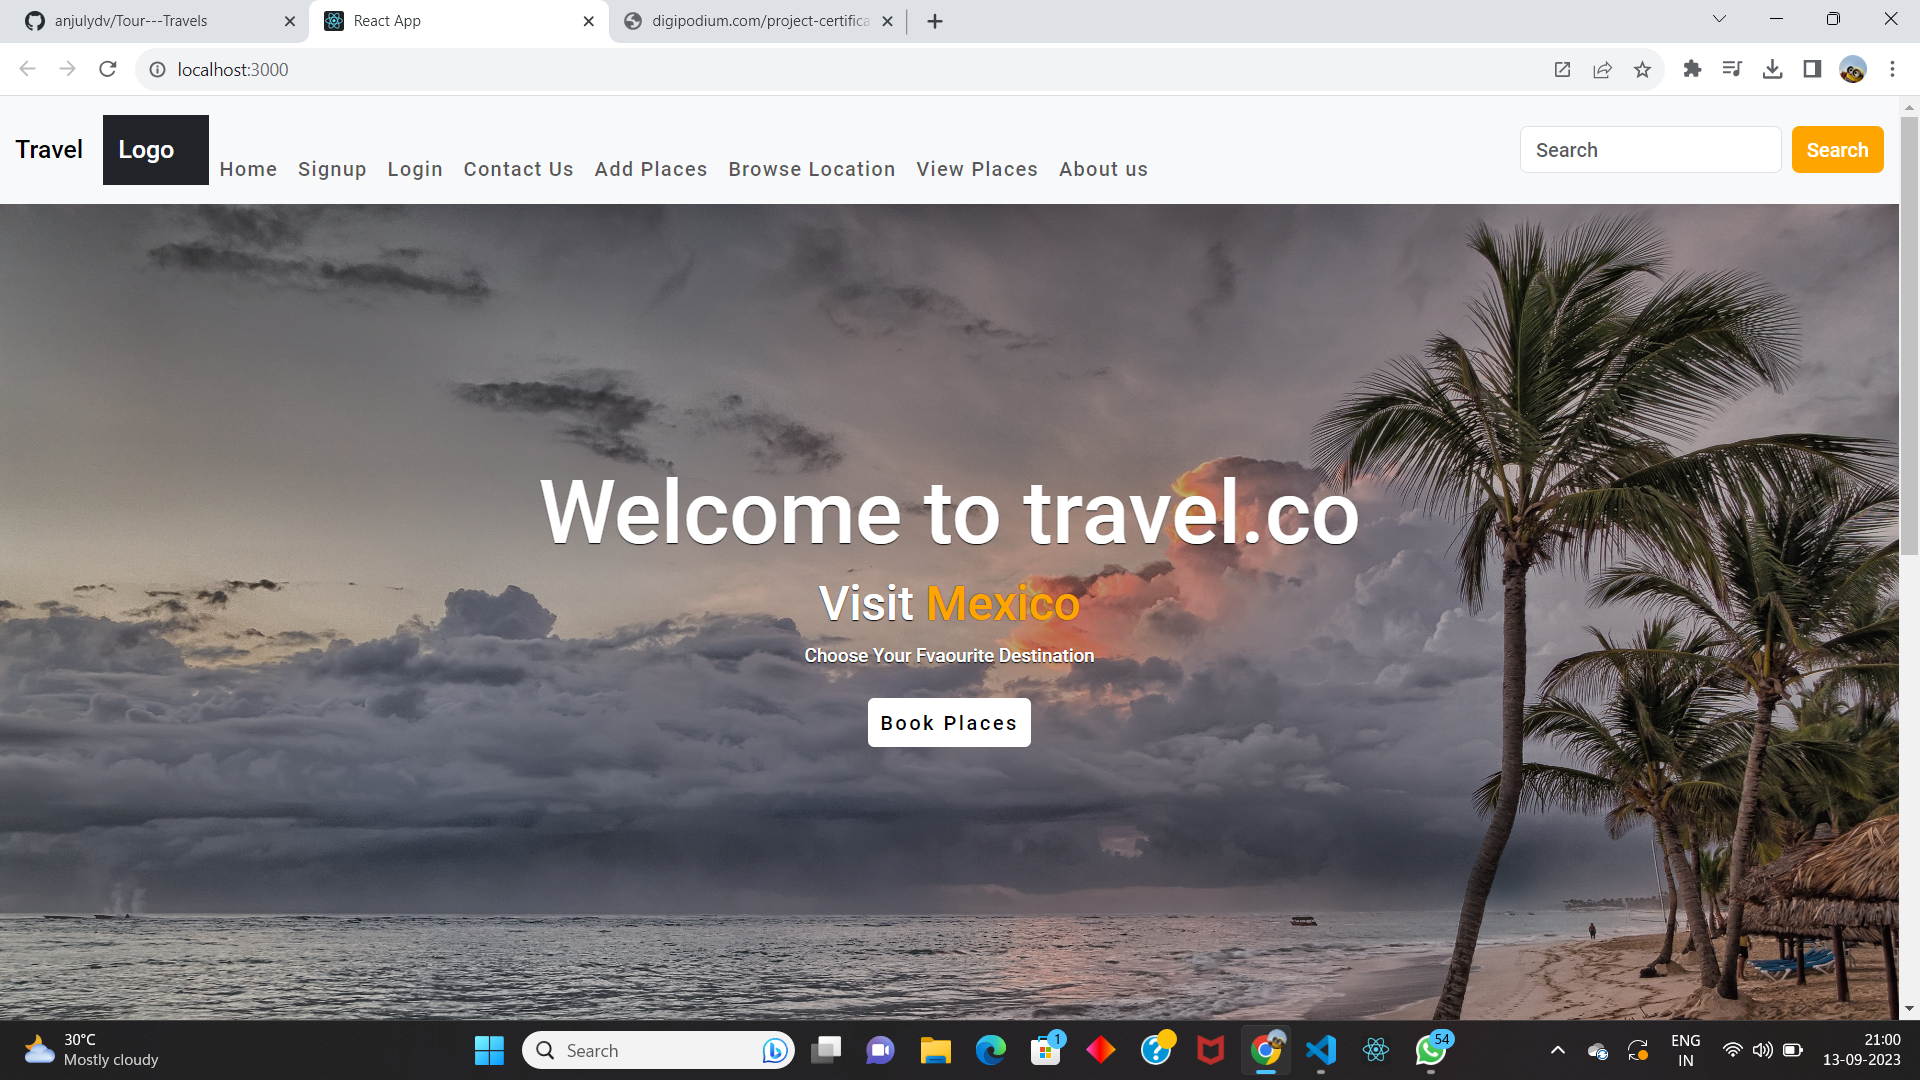 anjulydv/Tour---Travels
React App
digipodium.com/project-certifica
localhost:3000
Travel
Logo
Home Signup Login Contact Us Add Places Browse Location View Places About us
Search
Search
Welcome to travel.co
Visit Mexico
Choose Your Fvaourite Destination
Book Places
30°C
Mostly cloudy
Search
1
54
ENG
IN
21:00
13-09-2023